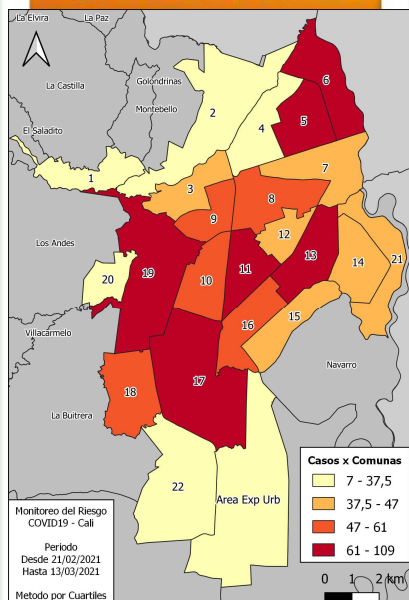 La Elvira
La Paz
La Castilla
Golondrinas
Montebello
El Saladito
6
2
5
4
7
1
3
8
9
12
Los Andes
19
11
13
14
21
20
10
15
16
Villacarmelo
Navarro
17
18
La Buitrera
22
Area Exp Urb
Casos x Comunas
7 - 37,5
37,5 - 47
47 - 61
61 - 109
0 1 2 km
Monitoreo del Riesgo
COVID19 - Cali
Periodo
Desde 21/02/2021
Hasta 13/03/2021
Metodo por Cuartiles